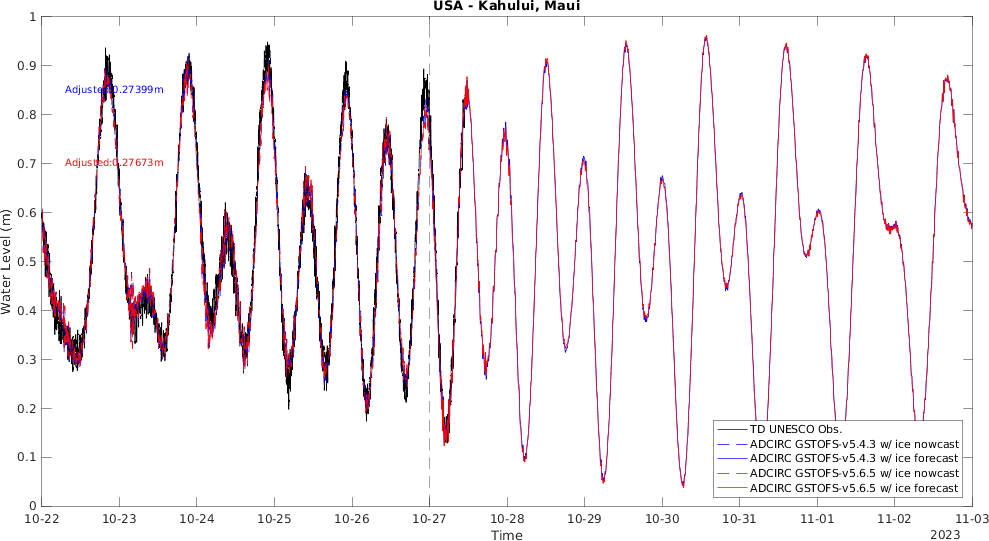 USA - Kahului, Maui
1
0.9
Adjusted:0.27399m
0.8
0.7
Adjusted:0.27673m
0.6
0.5
0.4
0.3
0.2
0.1
0
Water Level (m)
TD UNESCO Obs.
ADCIRC GSTOFS-v5.4.3 w/ ice nowcast
ADCIRC GSTOFS-v5.4.3 w/ ice forecast
ADCIRC GSTOFS-v5.6.5 w/ ice nowcast
ADCIRC GSTOFS-v5.6.5 w/ ice forecast
10-22 10-23 10-24 10-25 10-26 10-27 10-28 10-29 10-30 10-31 11-01 11-02 11-03
Time
2023